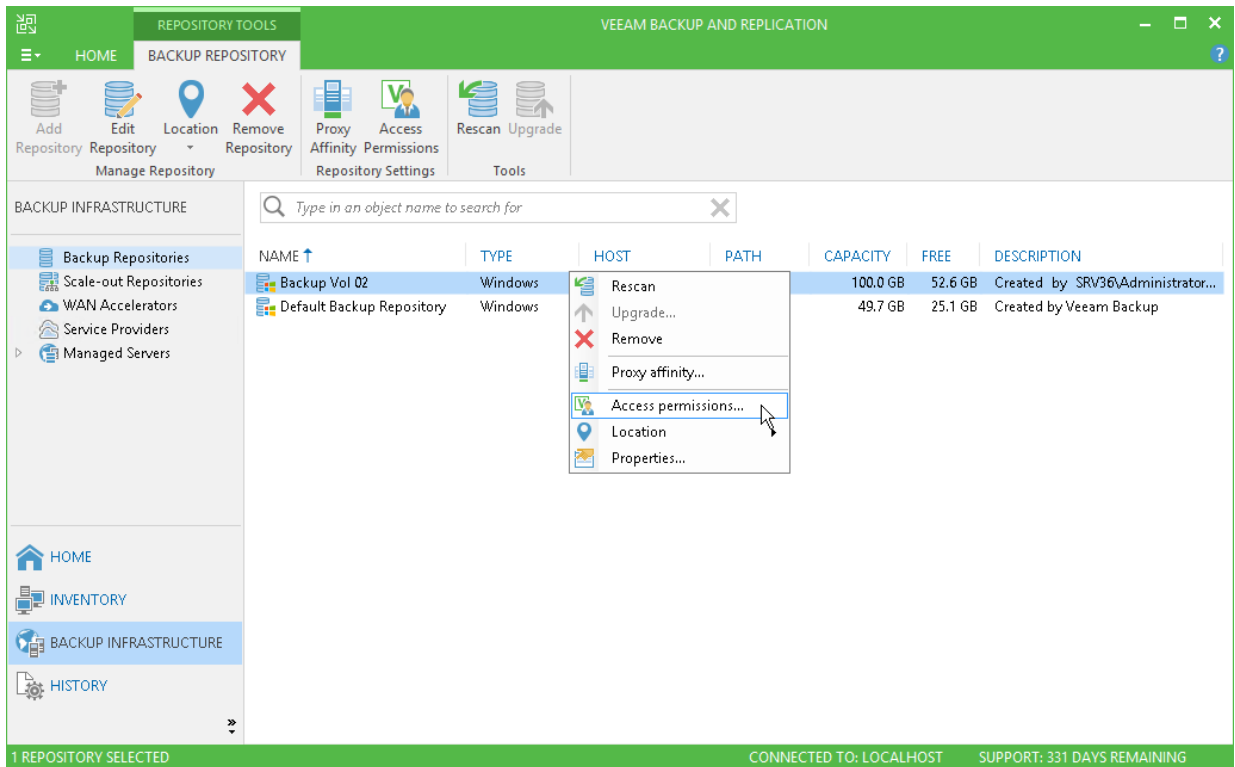 REPOSITORY TOOLS
VEEAM BACKUP AND REPLICATION
HOME
BACKUP REPOSITORY
?
Add Repository
Edit Repository
Location
Remove Repository
Manage Repository
Proxy Affinity
Access Permissions
Repository Settings
Rescan
Upgrade
Tools
BACKUP INFRASTRUCTURE
Backup Repositories
Scale-out Repositories
WAN Accelerators
Service Providers
Managed Servers
Type in an object name to search for
NAME TYPE HOST PATH CAPACITY FREE DESCRIPTION
Backup Vol 02 Windows 100.0 GB 52.6 GB Created by SRV36\Administrator...
Default Backup Repository Windows 49.7 GB 25.1 GB Created by Veeam Backup
Rescan
Upgrade...
Remove
Proxy affinity...
Access permissions...
Location
Properties...
HOME
INVENTORY
BACKUP INFRASTRUCTURE
HISTORY
1 REPOSITORY SELECTED
CONNECTED TO: LOCALHOST
SUPPORT: 331 DAYS REMAINING